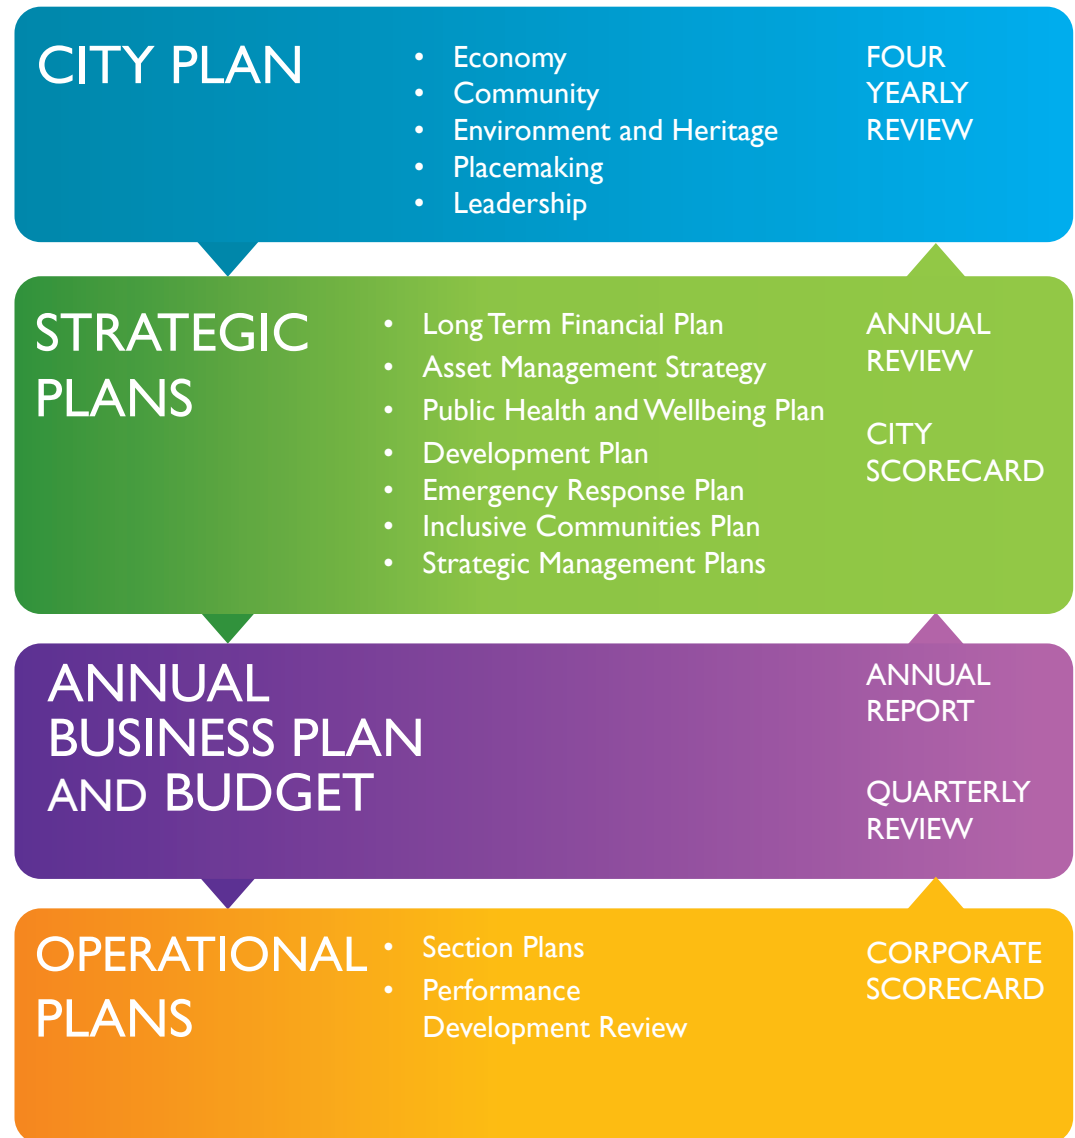 CITY PLAN
• Economy
• Community
• Environment and Heritage
• Placemaking
• Leadership
FOUR
YEARLY
REVIEW
STRATEGIC
PLANS
• Long Term Financial Plan
• Asset Management Strategy
• Public Health and Wellbeing Plan
• Development Plan
• Emergency Response Plan
• Inclusive Communities Plan
• Strategic Management Plans
ANNUAL
REVIEW
CITY
SCORECARD
ANNUAL
BUSINESS PLAN
AND BUDGET
ANNUAL
REPORT
QUARTERLY
REVIEW
OPERATIONAL
PLANS
• Section Plans
• Performance
Development Review
CORPORATE
SCORECARD